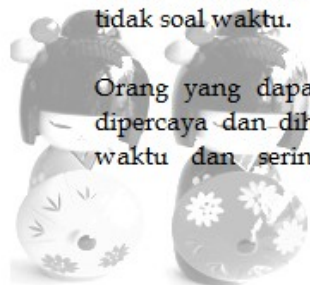 tidak soal waktu.
Orang yang dapa
dipercaya dan dih
waktu dan serin